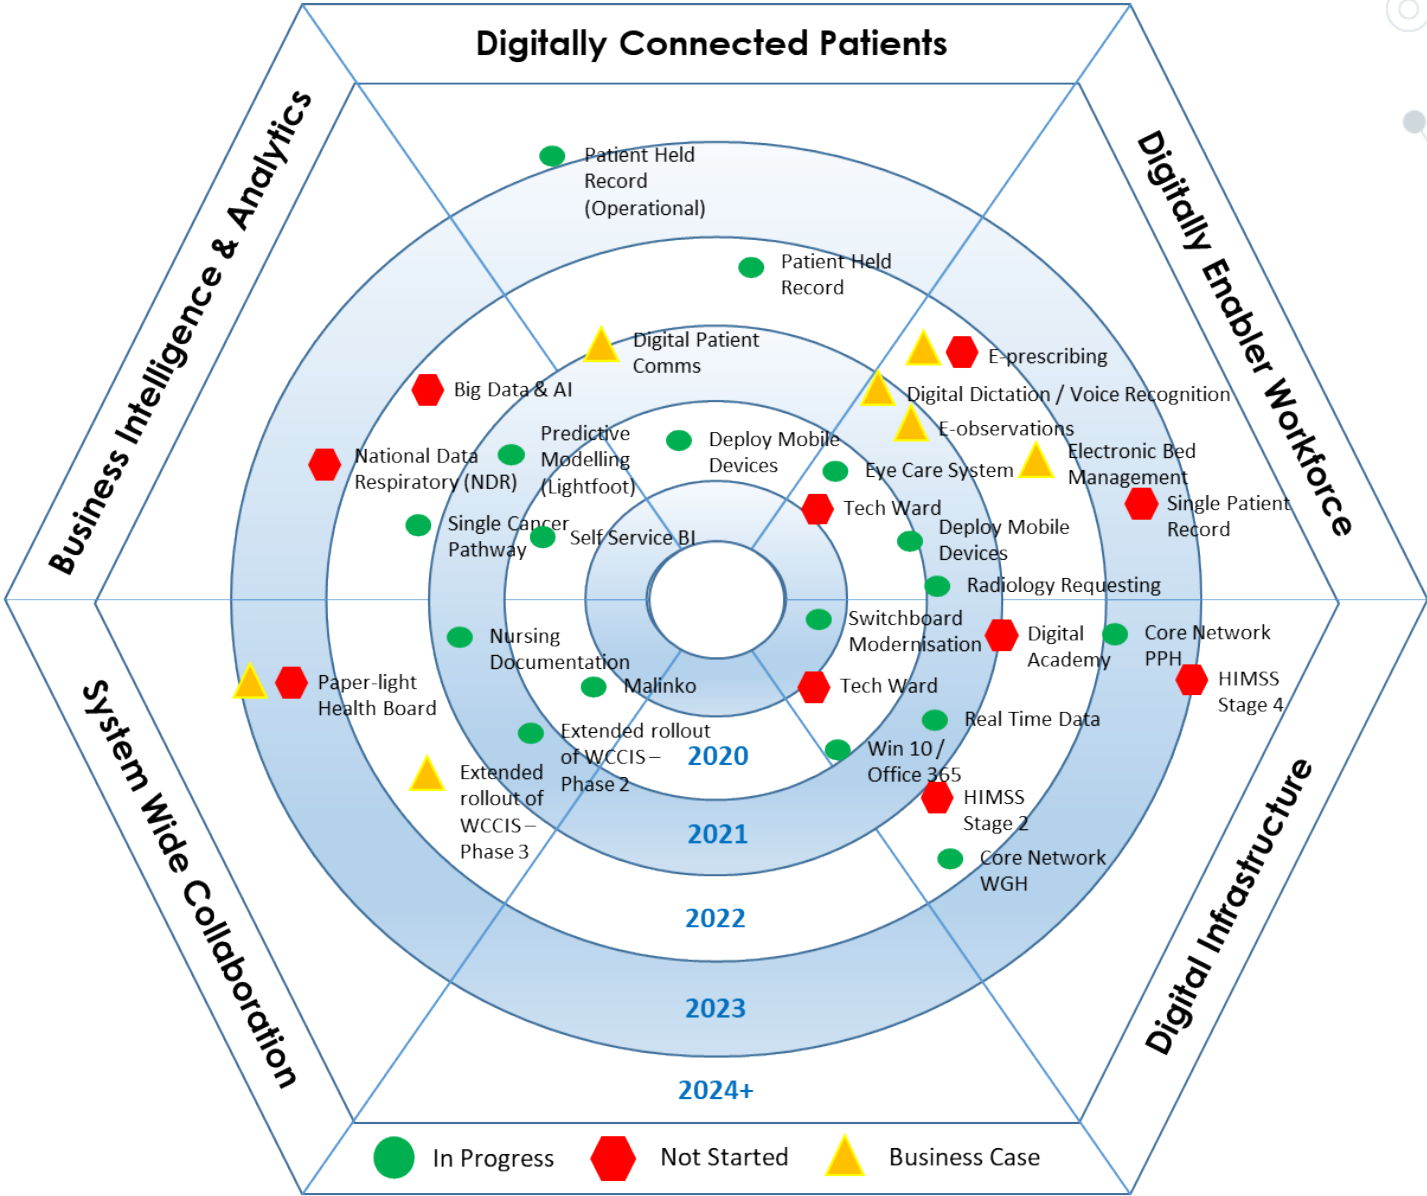 Digitally Connected Patients
Business Intelligence & Analytics
Digitally Enabler Workforce
System Wide Collaboration
Digital Infrastructure
Patient Held
Record
(Operational)
Patient Held
Record
Digital Patient
Comms
Deploy Mobile
Devices
Big Data & AI
National Data
Respiratory (NDR)
Predictive
Modelling
(Lightfoot)
Single Cancer
Pathway
Self Service BI
E-prescribing
Digital Dictation / Voice Recognition
E-observations
Electronic Bed
Management
Eye Care System
Single Patient
Record
Tech Ward
Deploy Mobile
Devices
Radiology Requesting
Nursing
Documentation
Malinko
Paper-light
Health Board
Extended rollout
of WCCIS –
Phase 2
Extended
rollout of
WCCIS –
Phase 3
Switchboard
Modernisation
Digital
Academy
Core Network
PPH
HIMSS
Stage 4
Tech Ward
Real Time Data
Win 10 /
Office 365
HIMSS
Stage 2
Core Network
WGH
2020
2021
2022
2023
2024+
In Progress
Not Started
Business Case